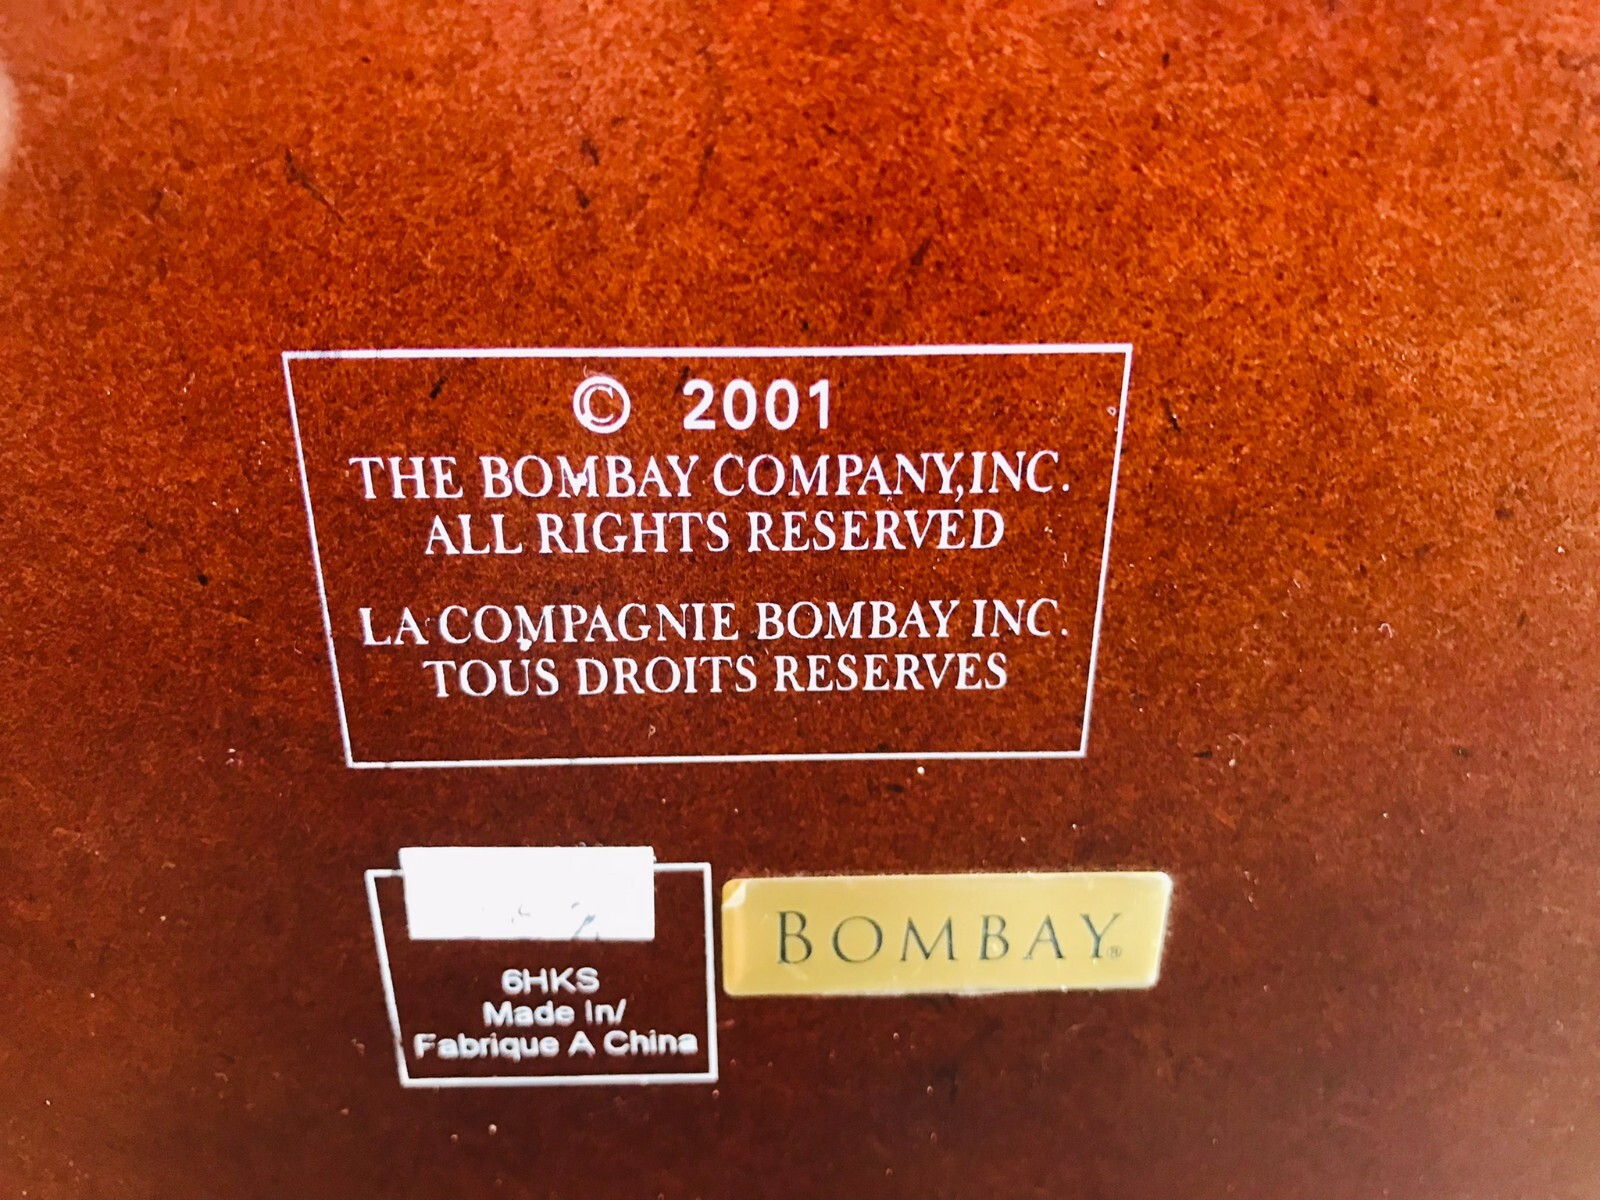 © 2001
THE BOMBAY COMPANY, INC.
ALL RIGHTS RESERVED
LA COMPAGNIE BOMBAY INC.
TOUS DROITS RESERVES
6HKS
Made In/
Fabrique A China
BOMBAY®